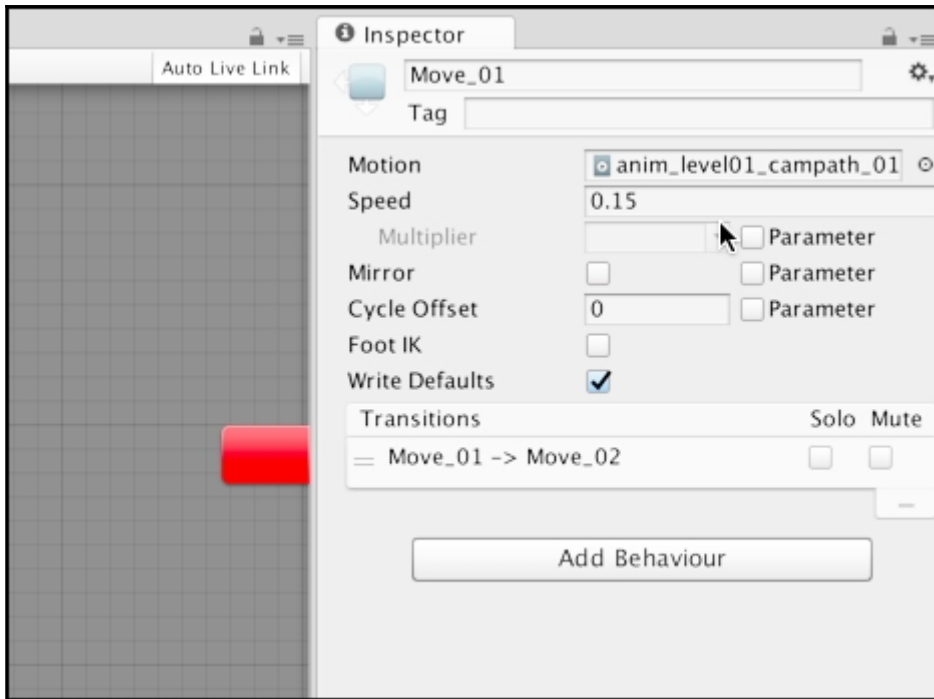 Auto Live Link
Inspector
Move_01
Tag
Motion anim_level01_campath_01
Speed 0.15
Multiplier Parameter
Mirror Parameter
Cycle Offset 0 Parameter
Foot IK
Write Defaults
Transitions Solo Mute
Move_01 -> Move_02
Add Behaviour